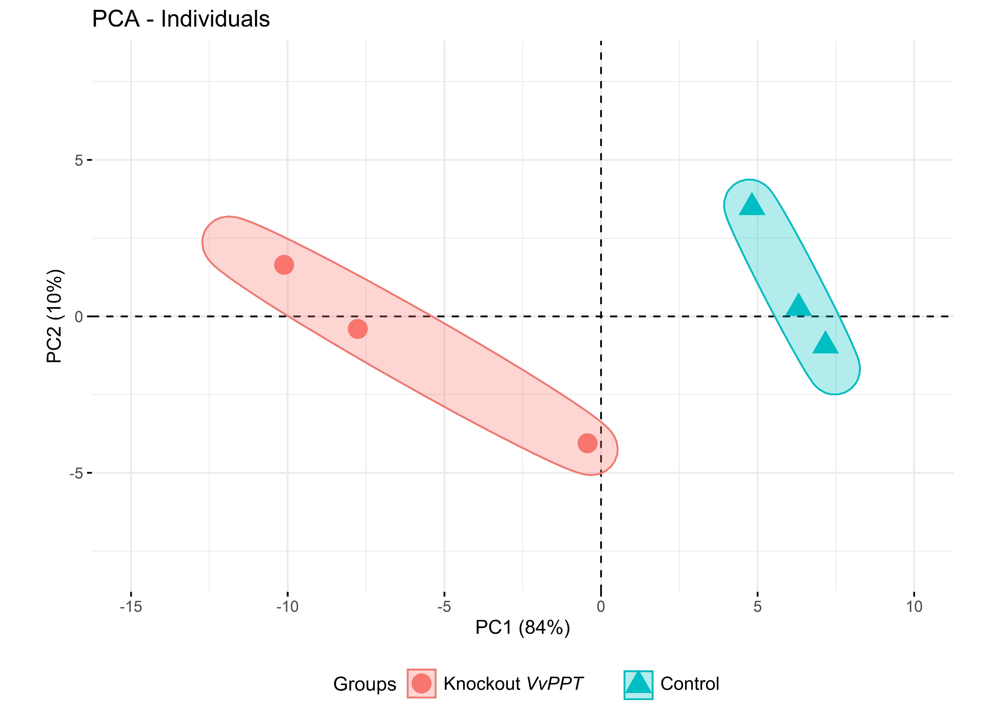 PCA - Individuals
5
0
-5
PC2 (10%)
-15 -10 -5 0 5 10
PC1 (84%)
Groups Knockout VvPPT Control